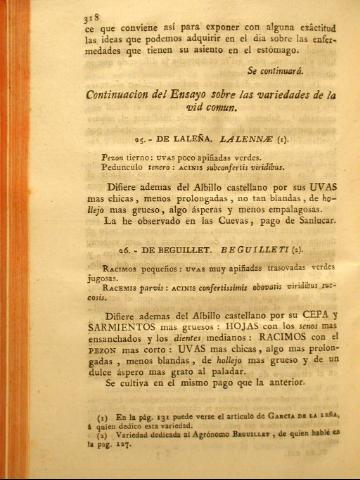 318
ce que conviene así para exponer con alguna exâctitud
las ideas que podemos adquirir en el dia sobre las enfer-
medades que tienen su asiento en el estómago.
Se continuará.
Continuacion del Ensayo sobre las variedades de la
vid comun.
25. - DE LALEÑA. LALENNÆ (1).
Pezon tierno: UVAS poco apiñadas verdes.
Pedunculo tenero: ACINIS subconfertis viridibus.
Difiere ademas del Albillo castellano por sus UVAS
mas chicas, menos prolongadas, no tan blandas, de ho-
llejo mas grueso, algo ásperas y menos empalagosas.
La he observado en las Cuevas, pago de Sanlucar.
26. - DE BEGUILLET. BEGUILLETI (2).
RACIMOS pequeños: UVAS muy apiñadas trasovadas verdes
jugosas.
RACEMIS parvis: ACINIS confertissimis obovatis viridibus suc-
cosis.
Difiere ademas del Albillo castellano por su CEPA y
SARMIENTOS mas gruesos: HOJAS con los senos mas
ensanchados y los dientes medianos: RACIMOS con el
PEZON mas corto: UVAS mas chicas, algo mas prolon-
gadas, menos blandas, de hollejo mas grueso y de un
dulce áspero mas grato al paladar.
Se cultiva en el mismo pago que la anterior.
(1) En la pág. 131 puede verse el artículo de GARCIA DE LA LEÑA,
á quien dedico esta variedad.
(2) Variedad dedicada al Agrónomo BEGUILLET, de quien hablé en
la pag. 127.